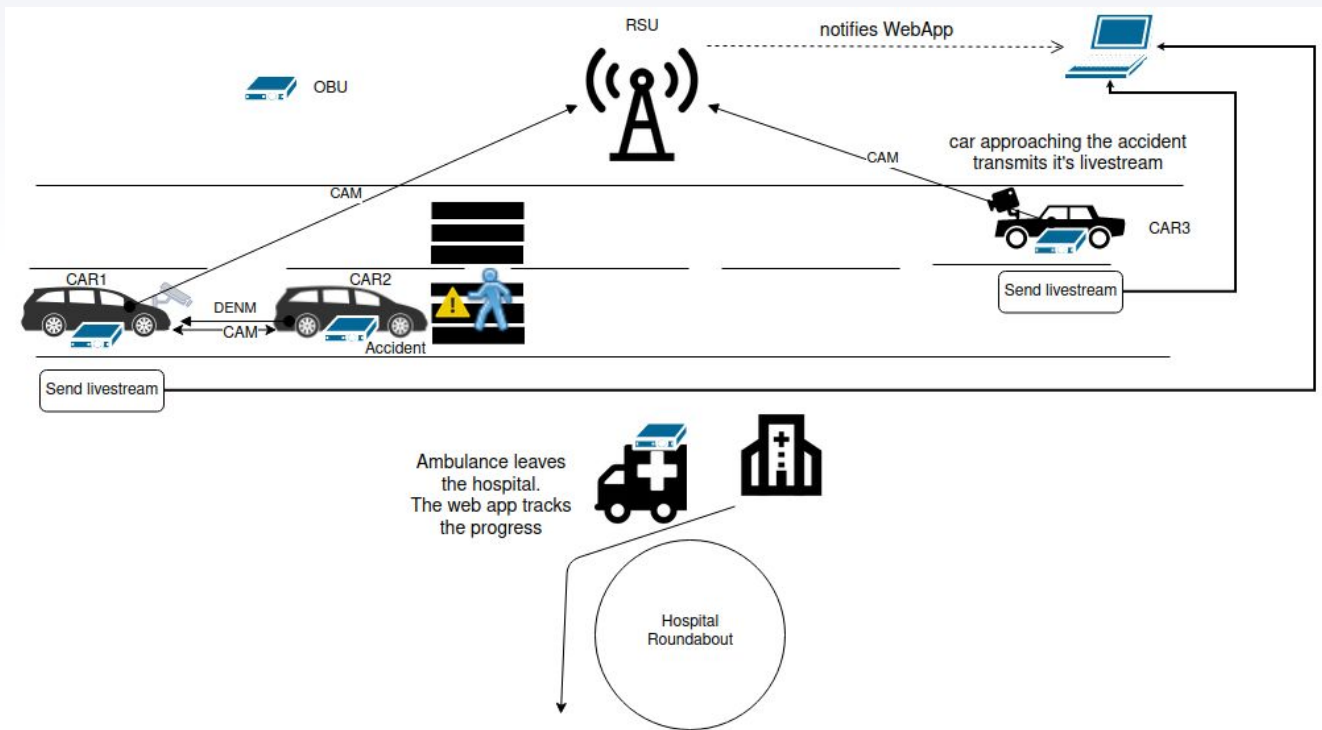 RSU
notifies WebApp
OBU
car approaching the accident
transmits it's livestream
CAM
CAM
CAR3
CAR1
CAR2
DENM
CAM
Accident
Send livestream
Send livestream
Ambulance leaves
the hospital.
The web app tracks
the progress
Hospital
Roundabout